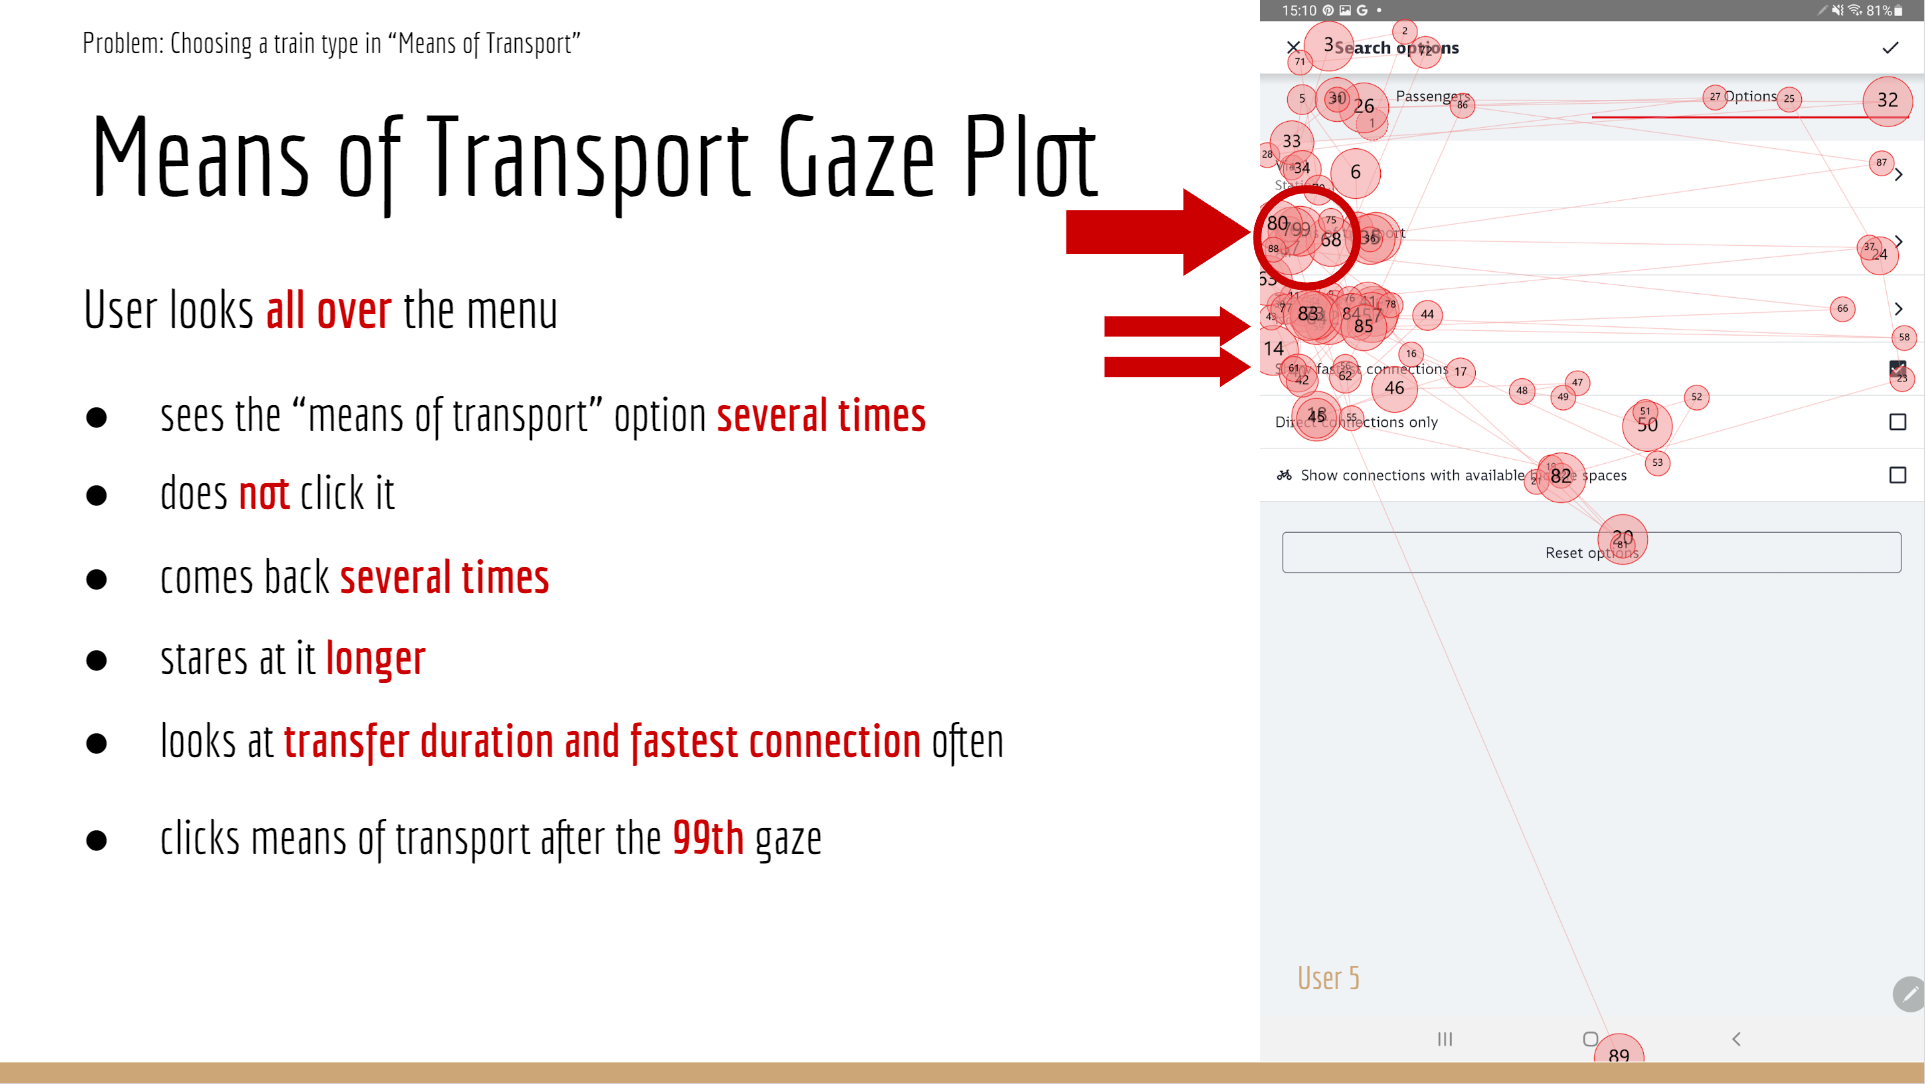 Problem: Choosing a train type in “Means of Transport”
Means of Transport Gaze Plot
User looks all over the menu
● sees the “means of transport” option several times
● does not click it
● comes back several times
● stares at it longer
● looks at transfer duration and fastest connection often
● clicks means of transport after the 99th gaze
15:10 81%
3 2 72
Search options
71
5 30 31 26 Passengers 86 27 Options 25 32
1
33
28 34 6 87
80 799 75 68 36
88 37 24
83 76 84 57 78 44 66
85 58
14 16
61 42 62 fastest connections 17 23
46 48 47 49 52
45 55 51 50
Direct connections only
53
Show connections with available spaces
82
20
81
Reset options
User 5
89